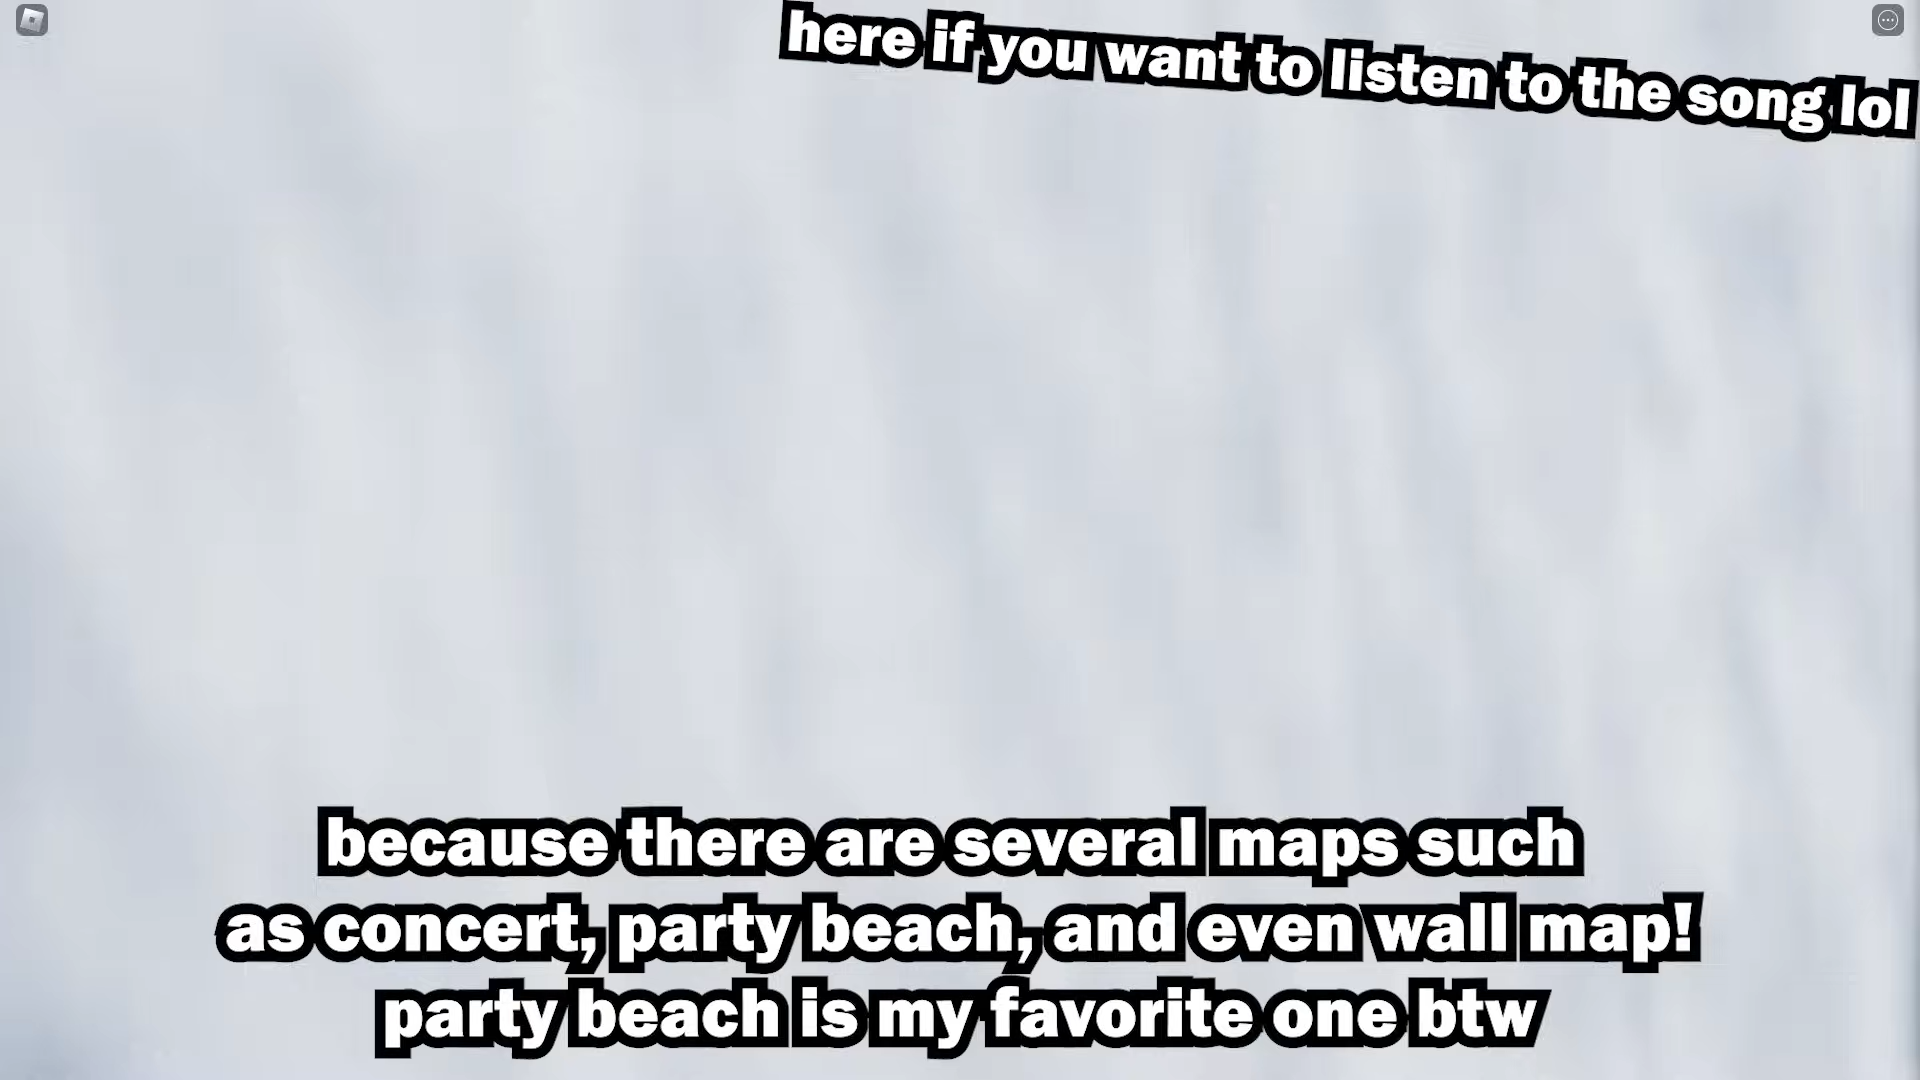 here if you want to listen to the song lol
because there are several maps such
as concert, party beach, and even wall map!
party beach is my favorite one btw